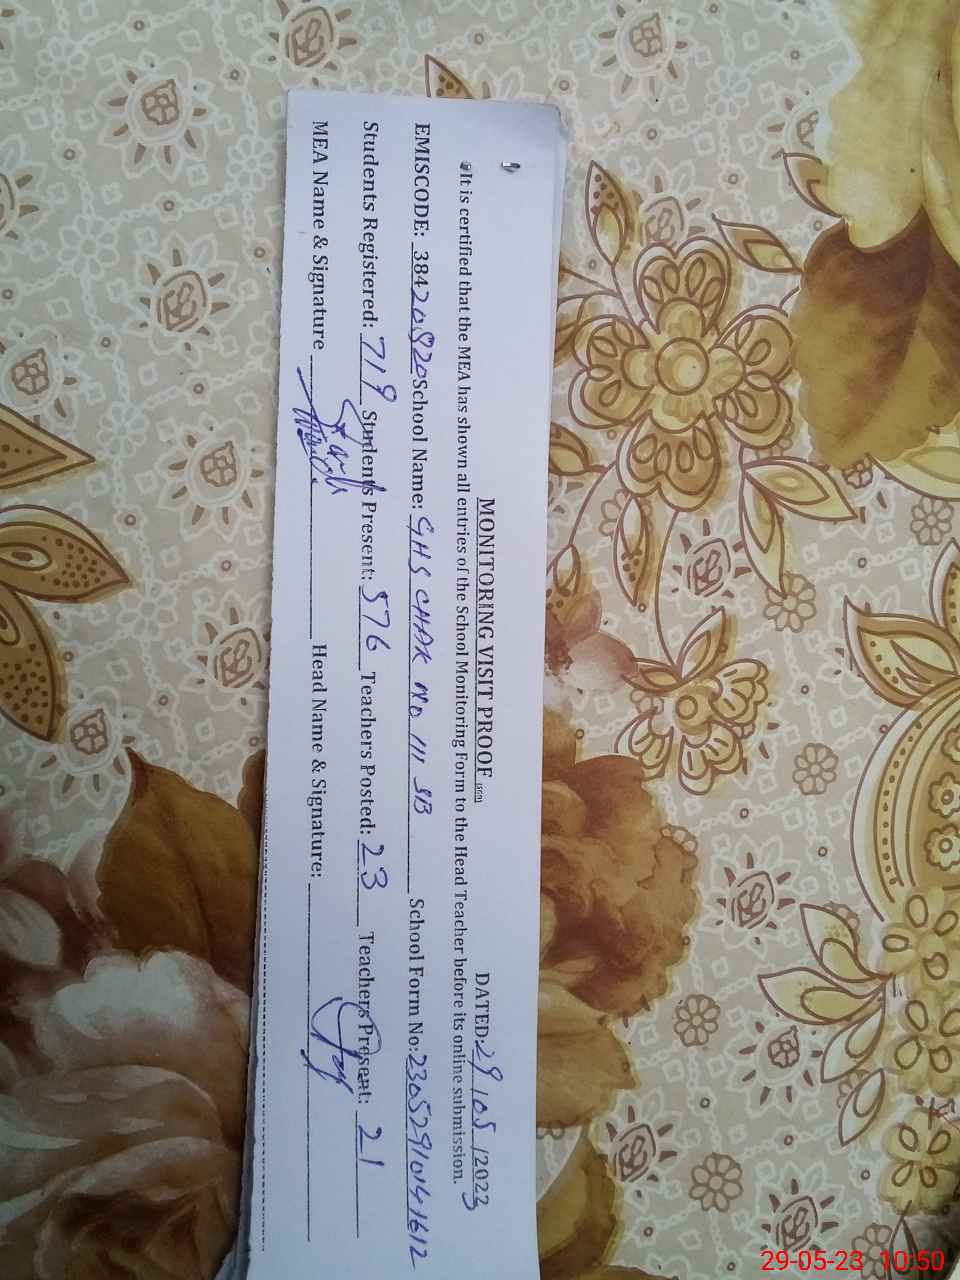 MONITORING VISIT PROOF DATED: 29/05/2023
It is certified that the MEA has shown all entries of the School Monitoring Form to the Head Teacher before its online submission.
EMISCODE: 38420820 School Name: GHS CHAK NO 111 SB School Form No: 23052910141612
Students Registered: 719 Students Present: 576 Teachers Posted: 23 Teachers Present: 21
MEA Name & Signature Head Name & Signature:
29-05-23 10:50